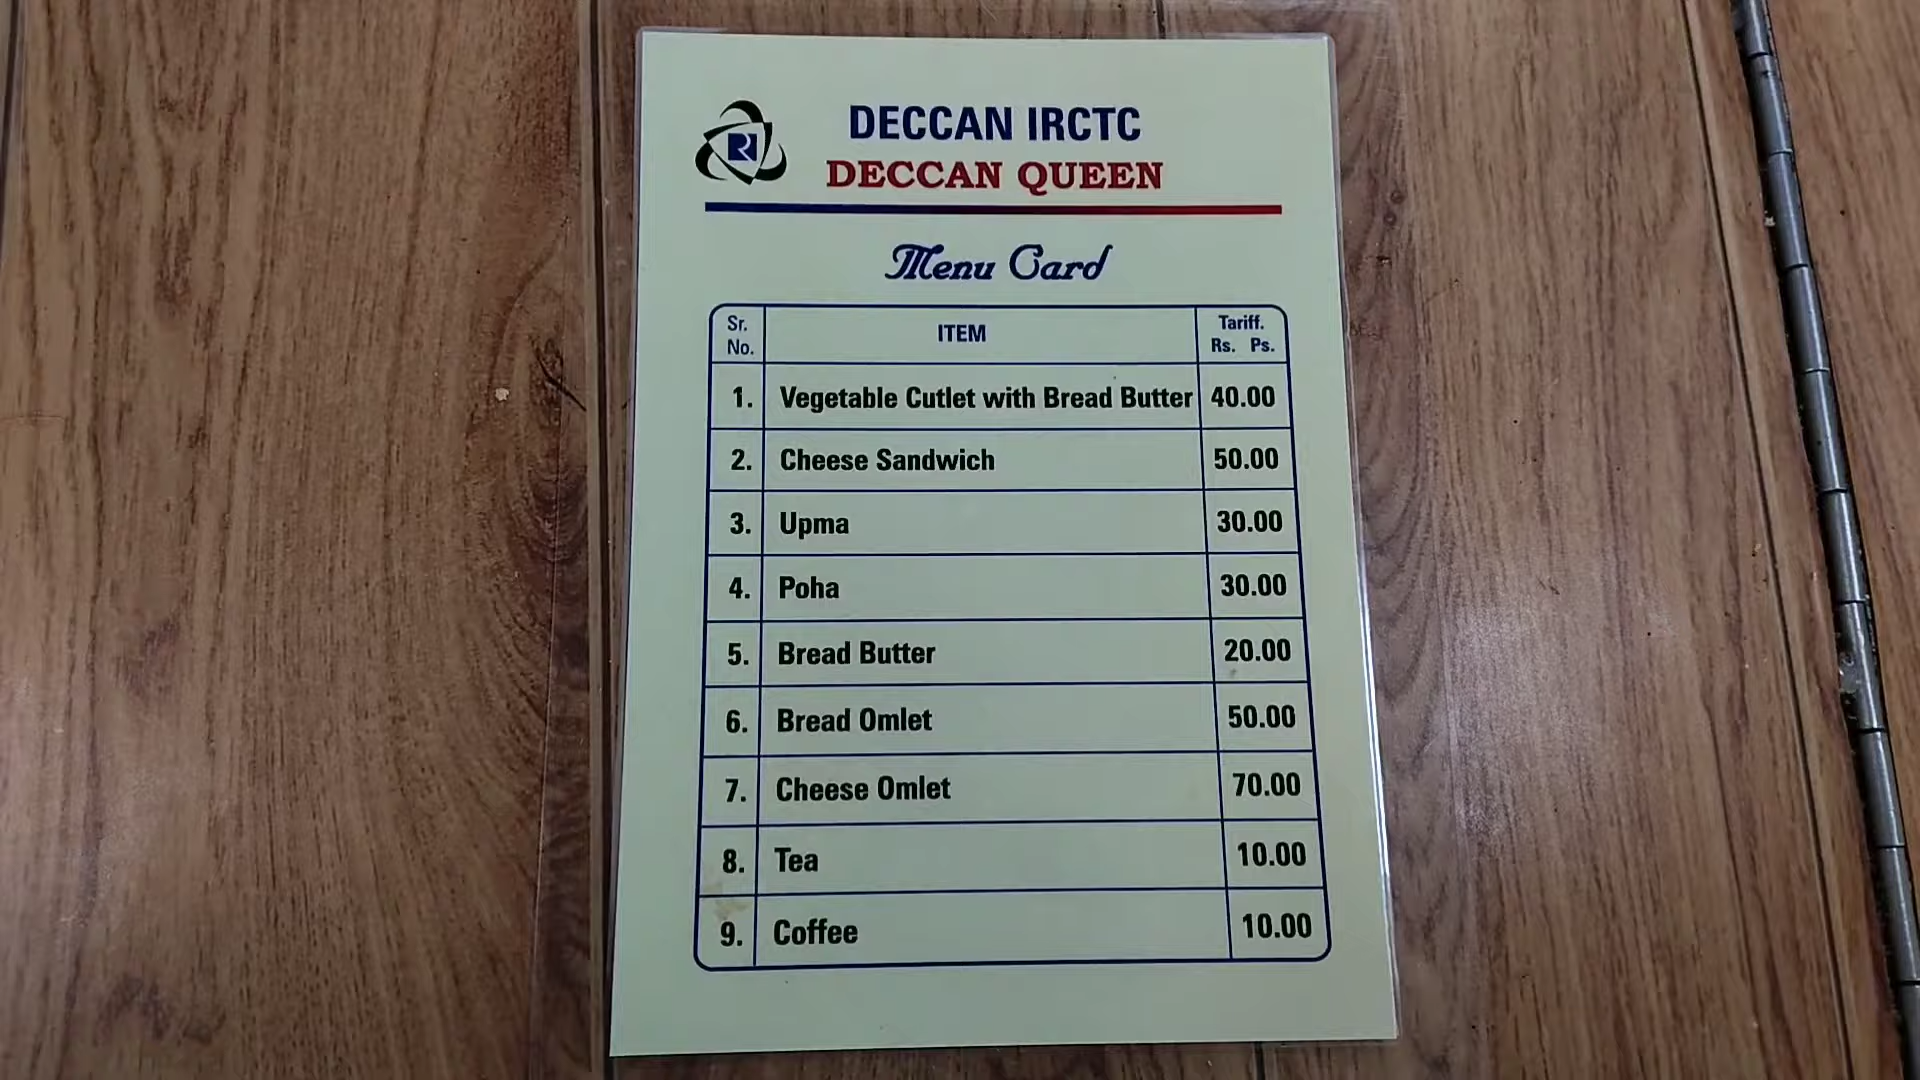 DECCAN IRCTC
DECCAN QUEEN
Menu Card
Sr. No. ITEM Tariff. Rs. Ps.
1. Vegetable Cutlet with Bread Butter 40.00
2. Cheese Sandwich 50.00
3. Upma 30.00
4. Poha 30.00
5. Bread Butter 20.00
6. Bread Omlet 50.00
7. Cheese Omlet 70.00
8. Tea 10.00
9. Coffee 10.00